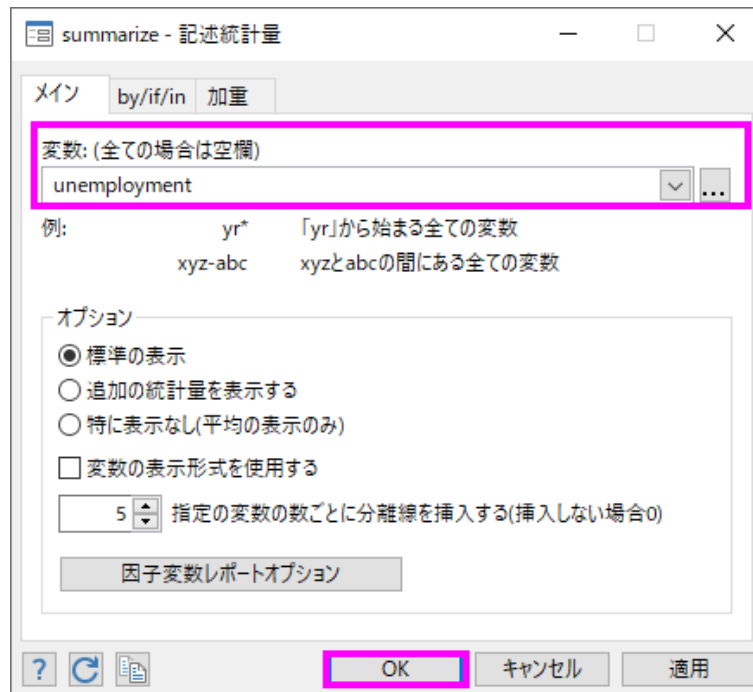 summarize - 記述統計量
メイン by/if/in 加重
変数: (全ての場合は空欄)
unemployment
...
例: yr* 「yr」から始まる全ての変数
xyz-abc xyzとabcの間にある全ての変数
オプション
標準の表示
追加の統計量を表示する
特に表示なし(平均の表示のみ)
変数の表示形式を使用する
5 指定の変数の数ごとに分離線を挿入する(挿入しない場合0)
因子変数レポートオプション
? OK キャンセル 適用